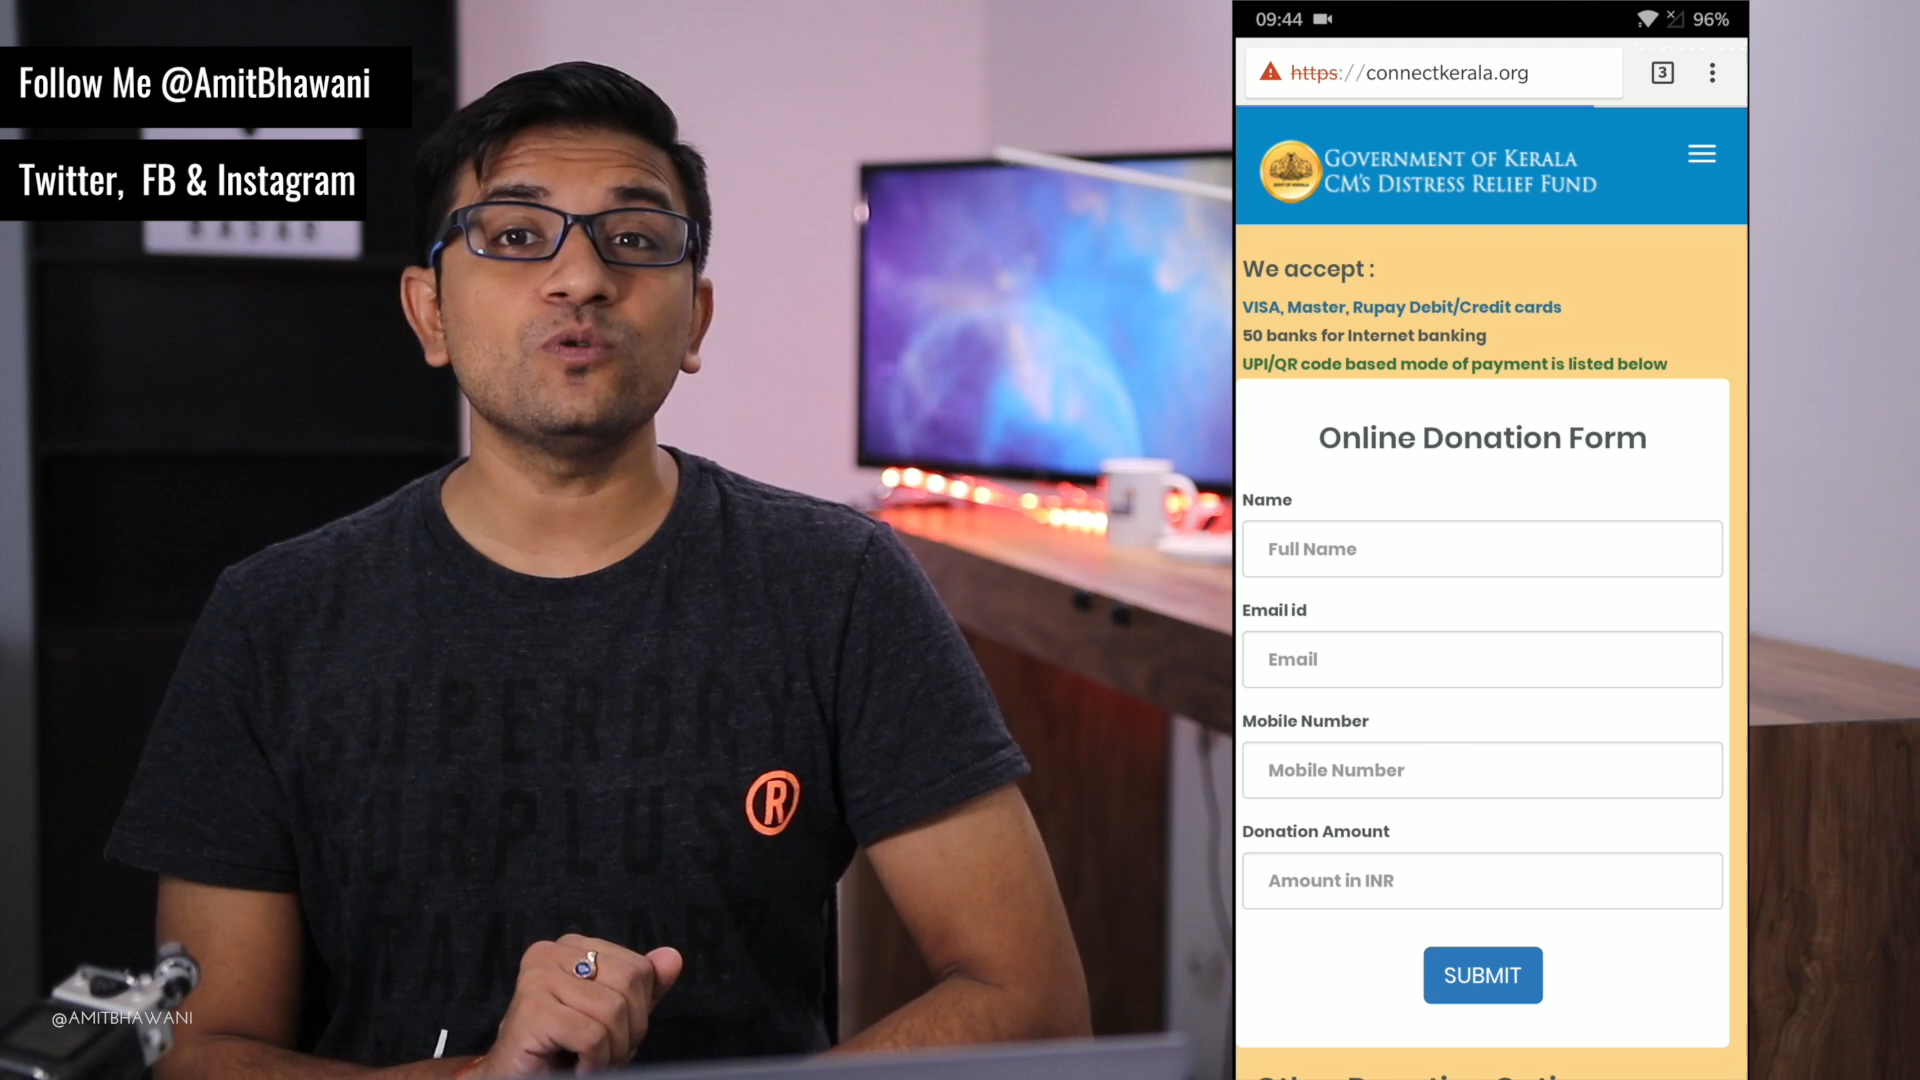 Follow Me @AmitBhawani
Twitter, FB & Instagram
RADAR
SUPERDRY
SURPLUS
®
@AMITBHAWANI
09:44
96%
https://connectkerala.org
3
GOVERNMENT OF KERALA
CM'S DISTRESS RELIEF FUND
We accept :
VISA, Master, Rupay Debit/Credit cards
50 banks for Internet banking
UPI/QR code based mode of payment is listed below
Online Donation Form
Name
Full Name
Email id
Email
Mobile Number
Mobile Number
Donation Amount
Amount in INR
SUBMIT